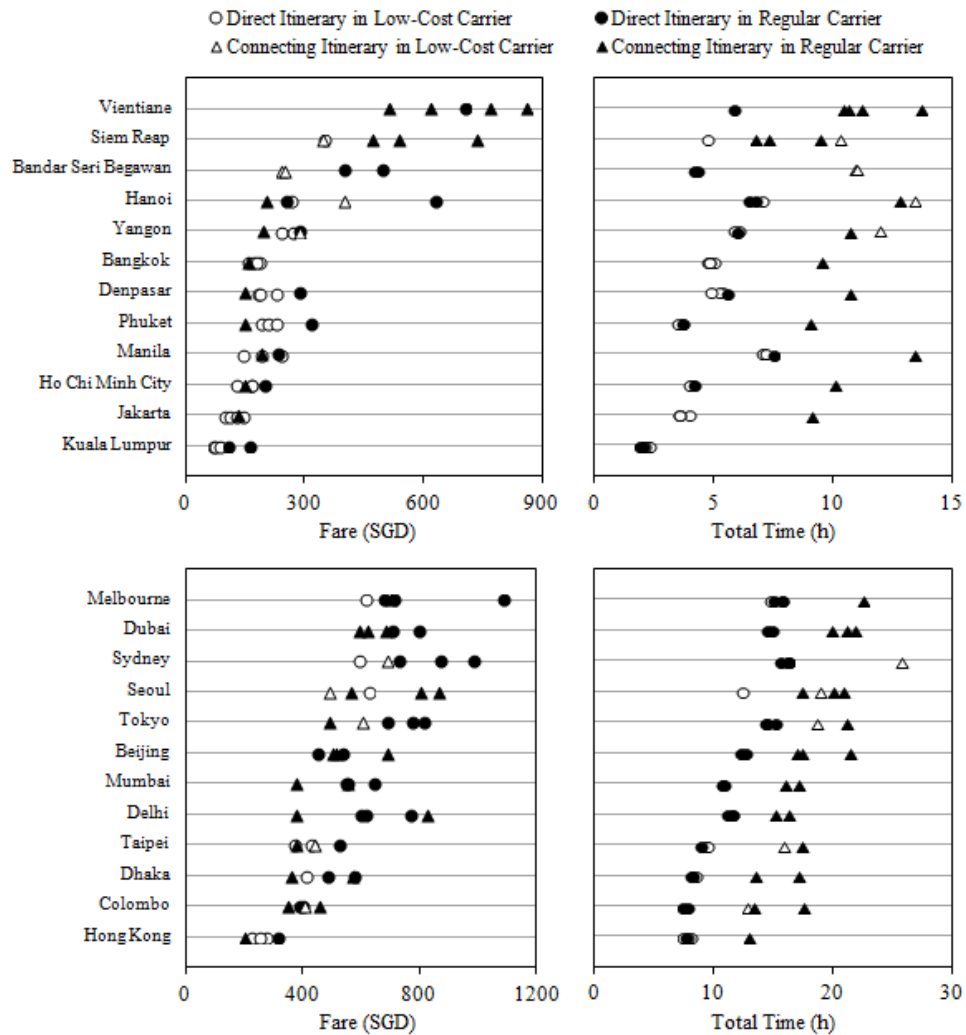 Direct Itinerary in Low-Cost Carrier
Direct Itinerary in Regular Carrier
Connecting Itinerary in Low-Cost Carrier
Connecting Itinerary in Regular Carrier
Vientiane
Siem Reap
Bandar Seri Begawan
Hanoi
Yangon
Bangkok
Denpasar
Phuket
Manila
Ho Chi Minh City
Jakarta
Kuala Lumpur
0 300 600 900
Fare (SGD)
0 5 10 15
Total Time (h)
Melbourne
Dubai
Sydney
Seoul
Tokyo
Beijing
Mumbai
Delhi
Taipei
Dhaka
Colombo
Hong Kong
0 400 800 1200
Fare (SGD)
0 10 20 30
Total Time (h)